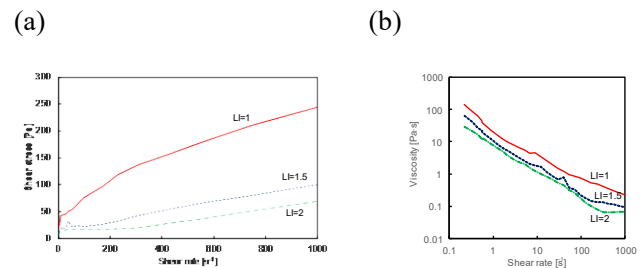 (a)
(b)
300
250
200
150
100
50
0
Shear stress [Pa]
LI=1
LI=1.5
LI=2
0 200 400 600 800 1000
Shear rate [s-1]
1000
100
10
1
0.1
0.01
Viscosity [Pa·s]
LI=1
LI=1.5
LI=2
0.1 1 10 100 1000